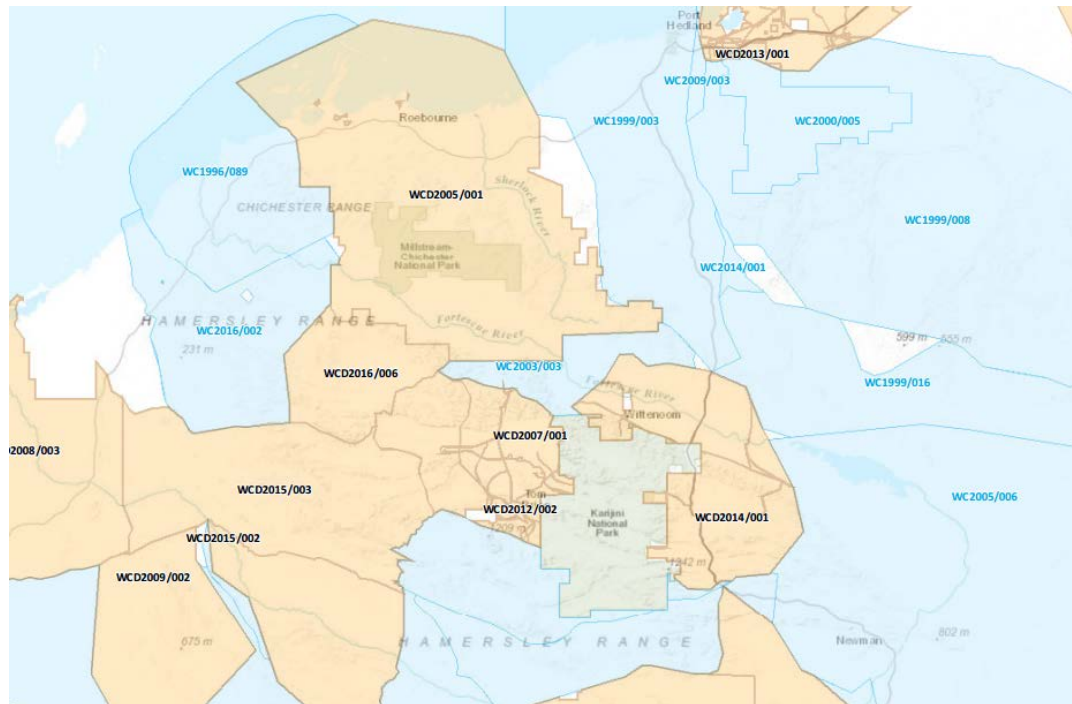 Port
Hedland
WCD2013/001
WC2009/003
WC1999/003
WC2000/005
Roebourne
WC1996/089
Sherlock River
WCD2005/001
CHICHESTER RANGE
WC1999/008
Millstream-
Chichester
National Park
WC2014/001
HAMERSLEY RANGE
Fortescue River
WC2016/002
599 m
655 m
231 m
WC2003/003
WCD2016/006
Fortescue River
WC1999/016
Wittenoom
WCD2007/001
D2008/003
WCD2015/003
WC2005/006
Tom
WCD2012/002
Karijini
National
Park
WCD2014/001
1209 m
WCD2015/002
1242 m
WCD2009/002
675 m
HAMERSLEY RANGE
Newman
802 m